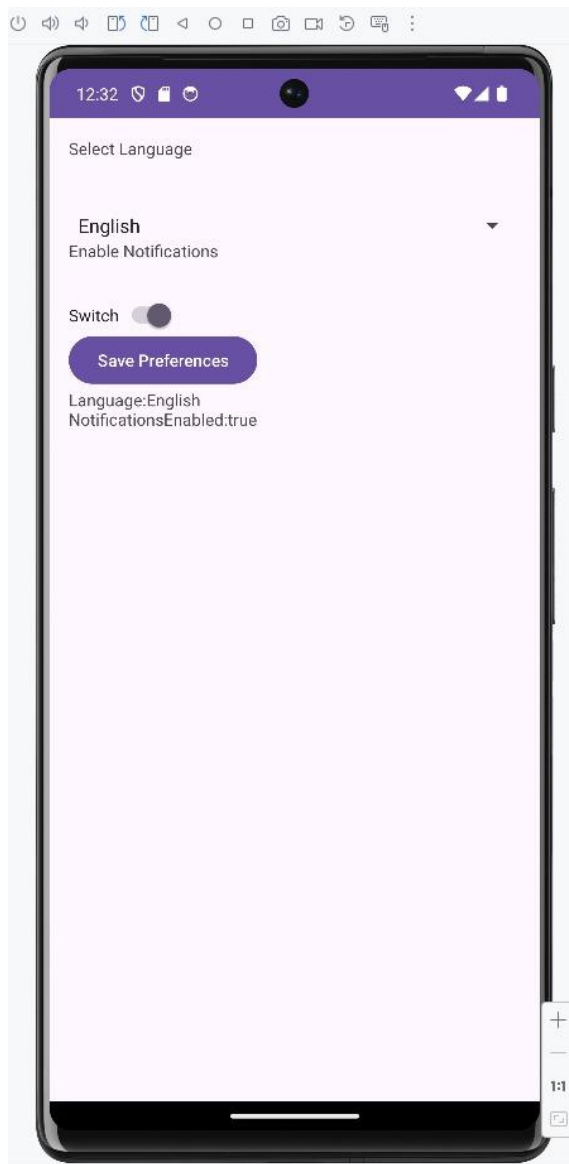 12:32
Select Language
English
Enable Notifications
Switch
Save Preferences
Language:English
NotificationsEnabled:true
1:1